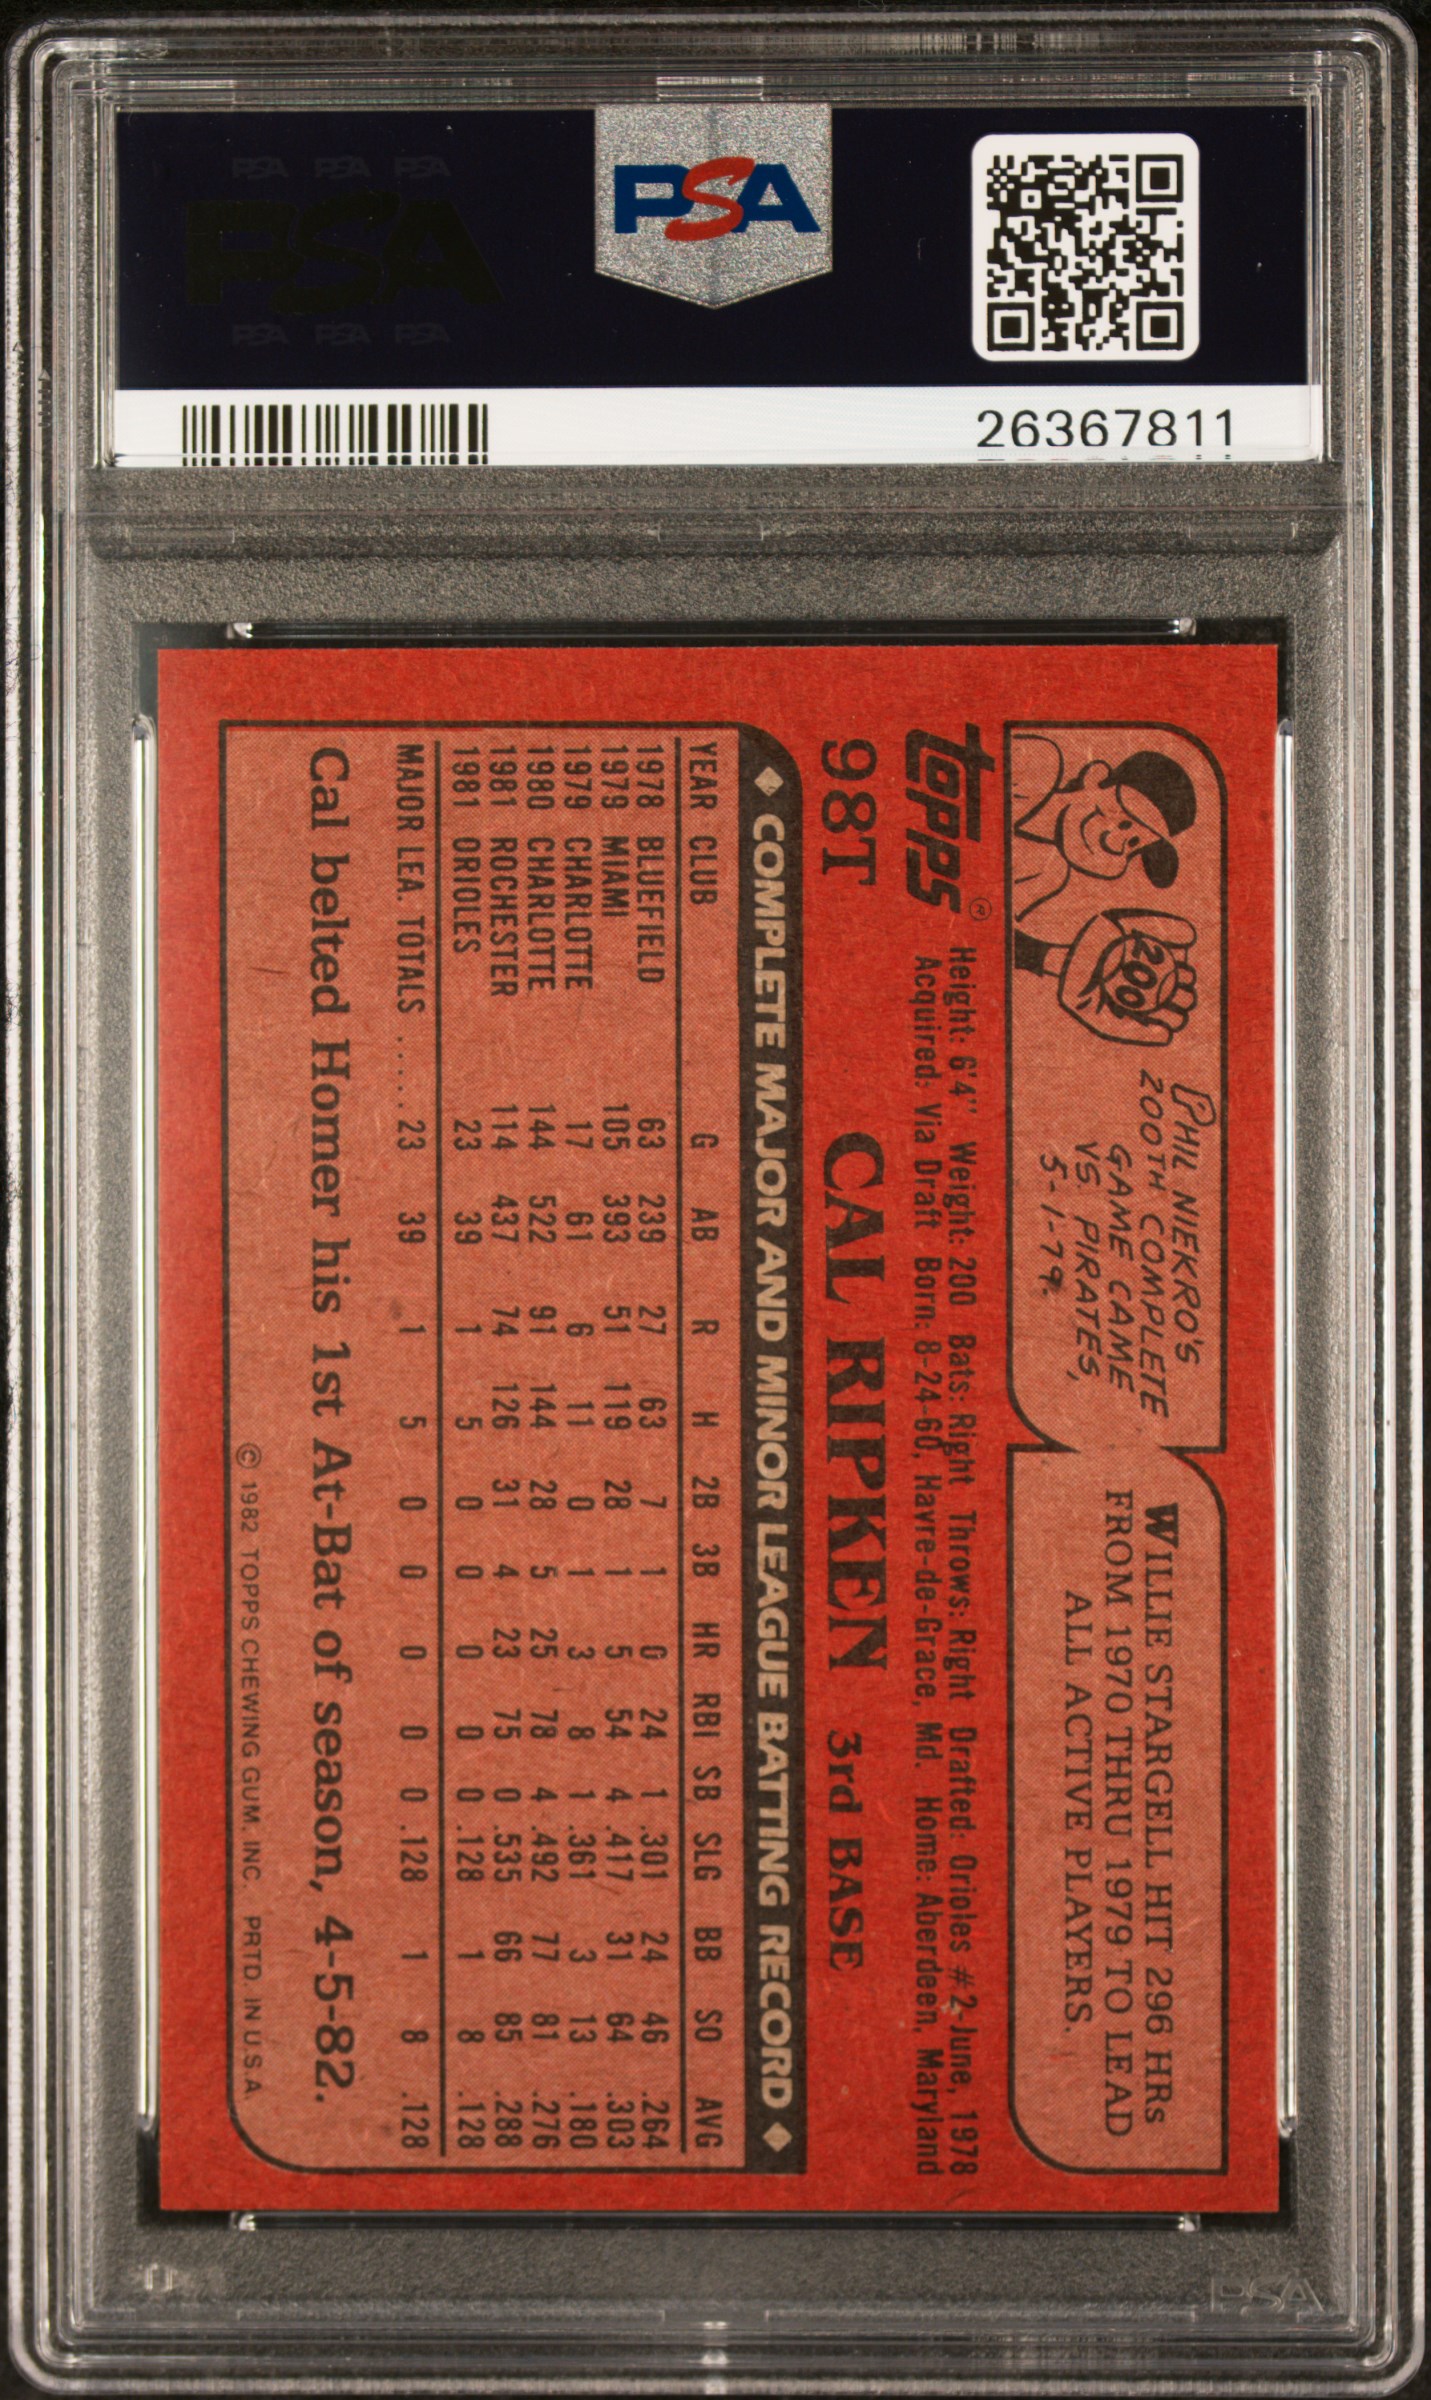 PSA PSA PSA
PSA
PSA PSA PSA
PSA
26367811
PHIL NIEKRO'S
200TH COMPLETE
GAME CAME
VS. PIRATES,
5-1-79.
200
WILLIE STARGELL HIT 296 HRs
FROM 1970 THRU 1979 TO LEAD
ALL ACTIVE PLAYERS.
topps®
Height: 6'4" Weight: 200 Bats: Right Throws: Right Drafted: Orioles #2-June, 1978
Acquired: Via Draft Born: 8-24-60, Havre-de-Grace, Md. Home: Aberdeen, Maryland
98T CAL RIPKEN 3rd BASE
◆ COMPLETE MAJOR AND MINOR LEAGUE BATTING RECORD ◆
YEAR CLUB G AB R H 2B 3B HR RBI SB SLG BB SO AVG
1978 BLUEFIELD 63 239 27 63 7 1 0 24 1 .301 24 46 .264
1979 MIAMI 105 393 51 119 28 1 5 54 4 .417 31 64 .303
1979 CHARLOTTE 17 61 6 11 0 1 3 8 1 .361 3 13 .180
1980 CHARLOTTE 144 522 91 144 28 5 25 78 4 .492 77 81 .276
1981 ROCHESTER 114 437 74 126 31 4 23 75 0 .535 66 85 .288
1981 ORIOLES 23 39 1 5 0 0 0 0 0 .128 1 8 .128
MAJOR LEA. TOTALS ..... 23 39 1 5 0 0 0 0 0 .128 1 8 .128
Cal belted Homer his 1st At-Bat of season, 4-5-82.
© 1982 TOPPS CHEWING GUM, INC. PRTD. IN U.S.A.
PSA